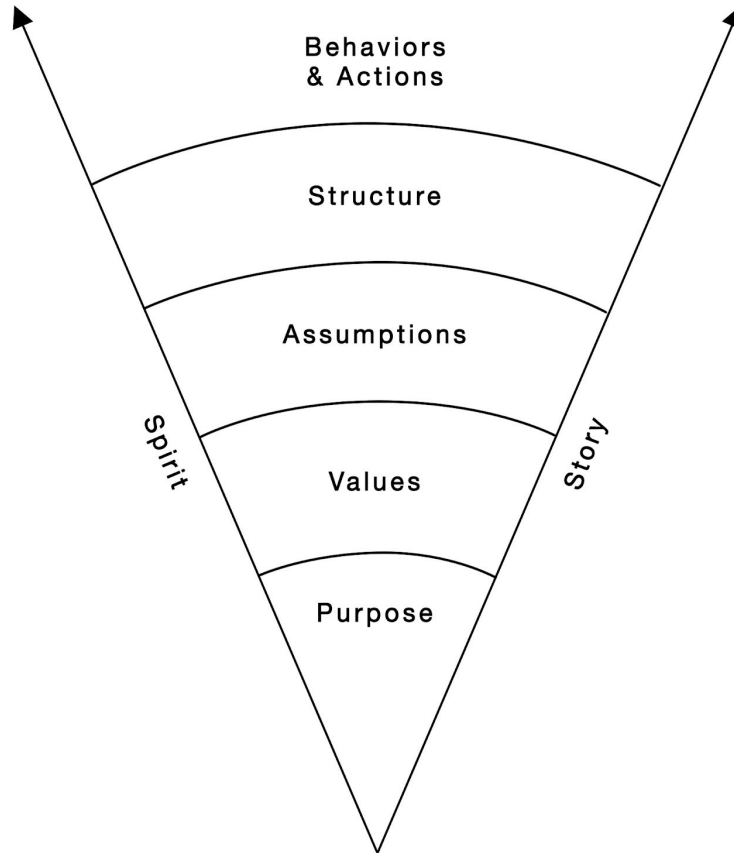 Behaviors
& Actions
Structure
Assumptions
Spirit
Story
Values
Purpose